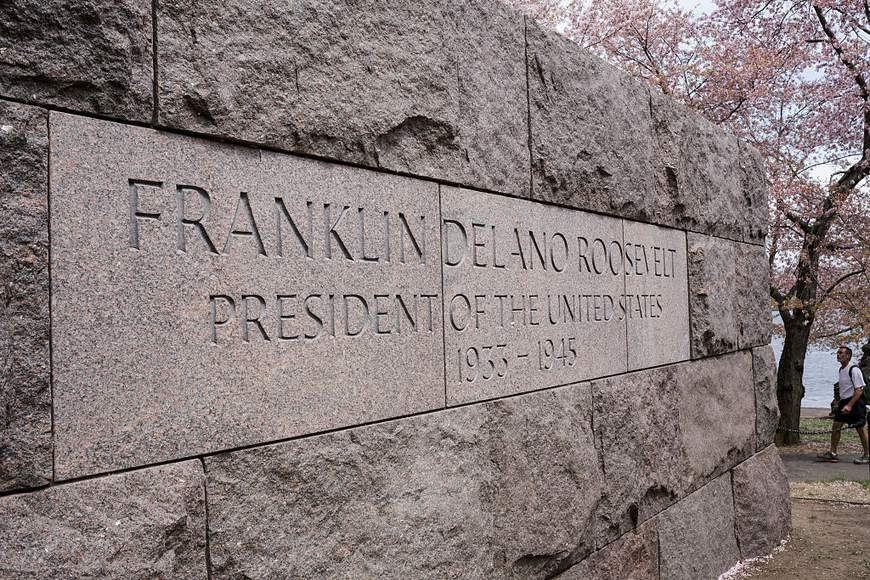 FRANKLIN DELANO ROOSEVELT
PRESIDENT OF THE UNITED STATES
1933 – 1945